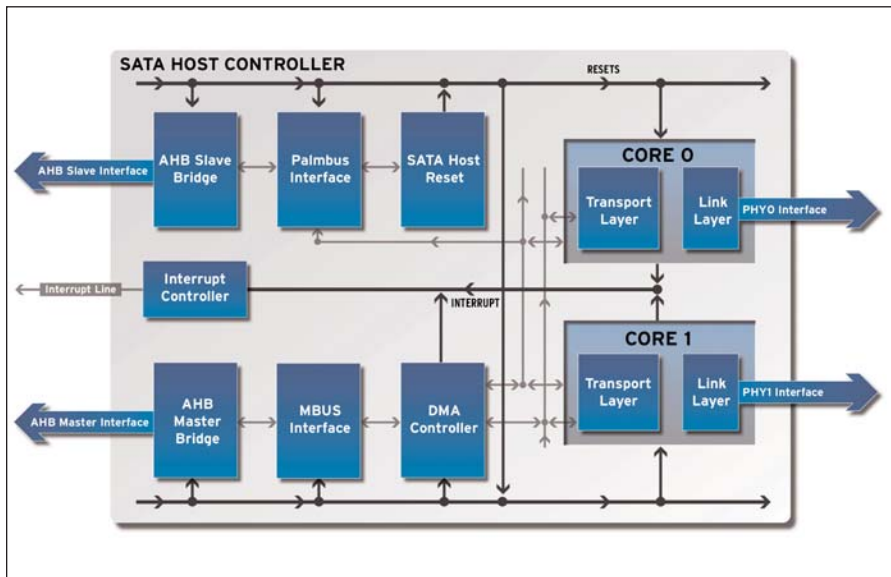 SATA HOST CONTROLLER
RESETS
AHB Slave Interface
AHB Slave
Bridge
Palmbus
Interface
SATA Host
Reset
CORE 0
Transport
Layer
Link
Layer
PHY0 Interface
Interrupt Line
Interrupt
Controller
INTERRUPT
CORE 1
Transport
Layer
Link
Layer
PHY1 Interface
AHB Master Interface
AHB
Master
Bridge
MBUS
Interface
DMA
Controller